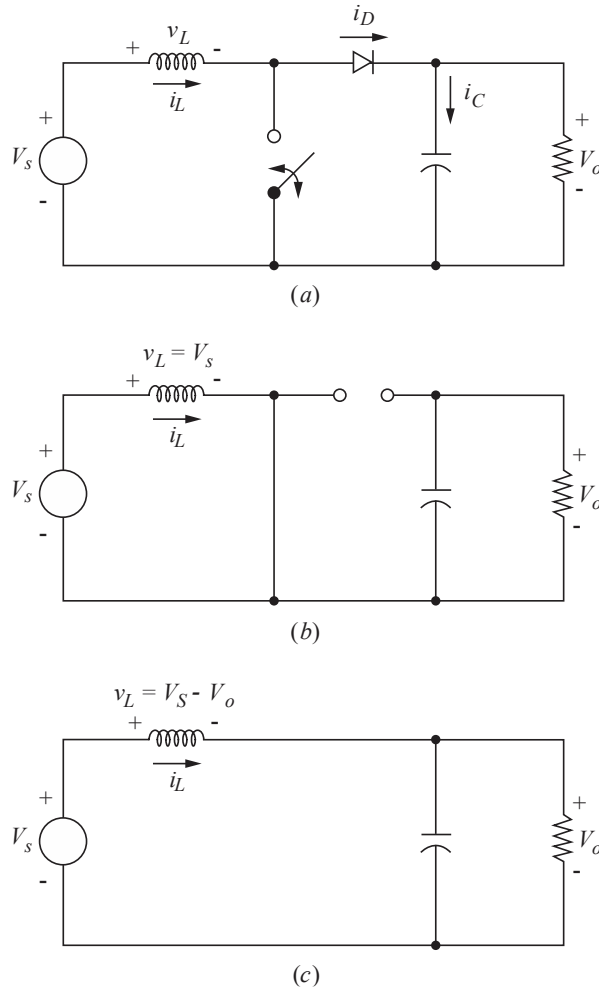 v_L
i_D
+ -
i_L
i_C
+
V_s
-
+
V_o
-
(a)
v_L = V_s
+ -
i_L
+
V_s
-
+
V_o
-
(b)
v_L = V_S - V_o
+ -
i_L
+
V_s
-
+
V_o
-
(c)